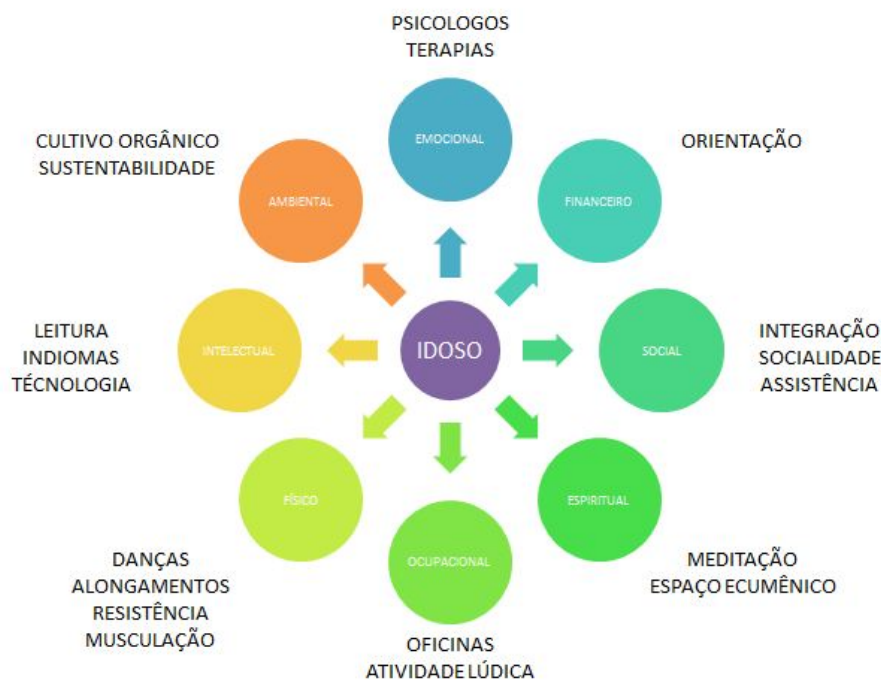 PSICOLOGOS
TERAPIAS
EMOCIONAL
CULTIVO ORGÂNICO
SUSTENTABILIDADE
AMBIENTAL
ORIENTAÇÃO
FINANCEIRO
LEITURA
INDIOMAS
TÉCNOLOGIA
INTELECTUAL
IDOSO
SOCIAL
INTEGRAÇÃO
SOCIALIDADE
ASSISTÊNCIA
FÍSICO
DANÇAS
ALONGAMENTOS
RESISTÊNCIA
MUSCULAÇÃO
OCUPACIONAL
OFICINAS
ATIVIDADE LÚDICA
ESPIRITUAL
MEDITAÇÃO
ESPAÇO ECUMÊNICO